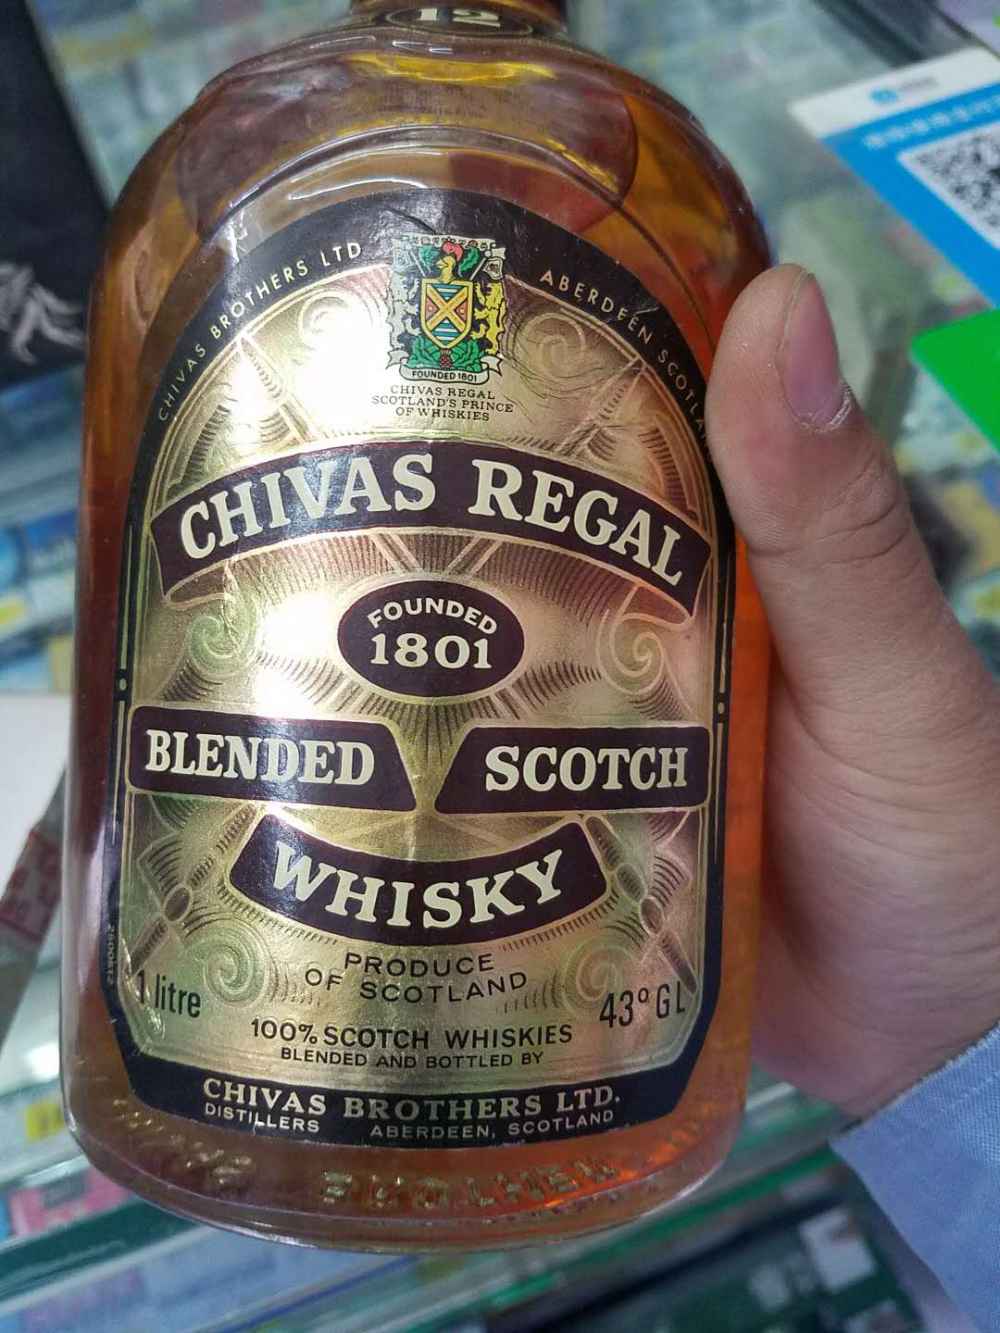 12
CHIVAS BROTHERS LTD
ABERDEEN SCOTLAND
FOUNDED 1801
CHIVAS REGAL
SCOTLAND'S PRINCE
OF WHISKIES
CHIVAS REGAL
FOUNDED
1801
BLENDED SCOTCH
WHISKY
PRODUCE
OF SCOTLAND
1 litre
43° GL
100% SCOTCH WHISKIES
BLENDED AND BOTTLED BY
CHIVAS BROTHERS LTD.
DISTILLERS
ABERDEEN, SCOTLAND